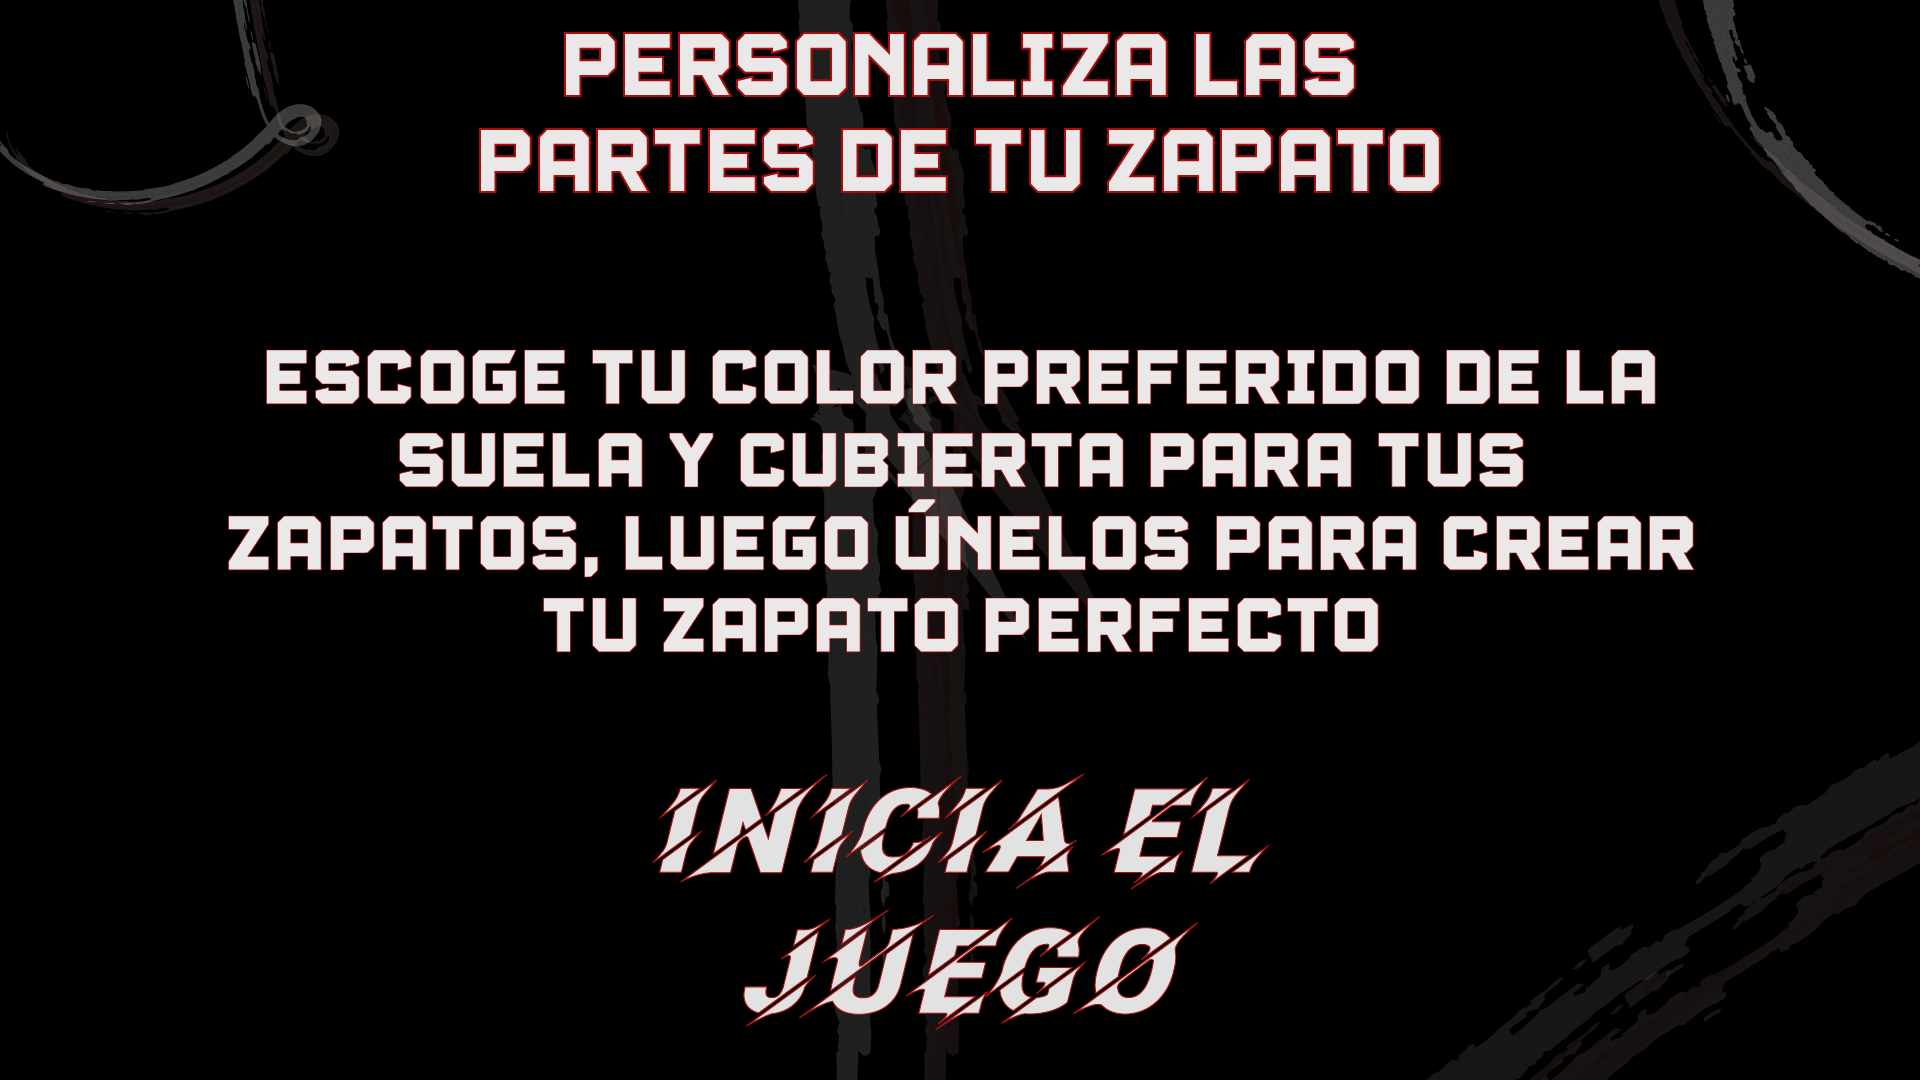 PERSONALIZA LAS
PARTES DE TU ZAPATO
ESCOGE TU COLOR PREFERIDO DE LA
SUELA Y CUBIERTA PARA TUS
ZAPATOS, LUEGO ÚNELOS PARA CREAR
TU ZAPATO PERFECTO
INICIA EL
JUEGO